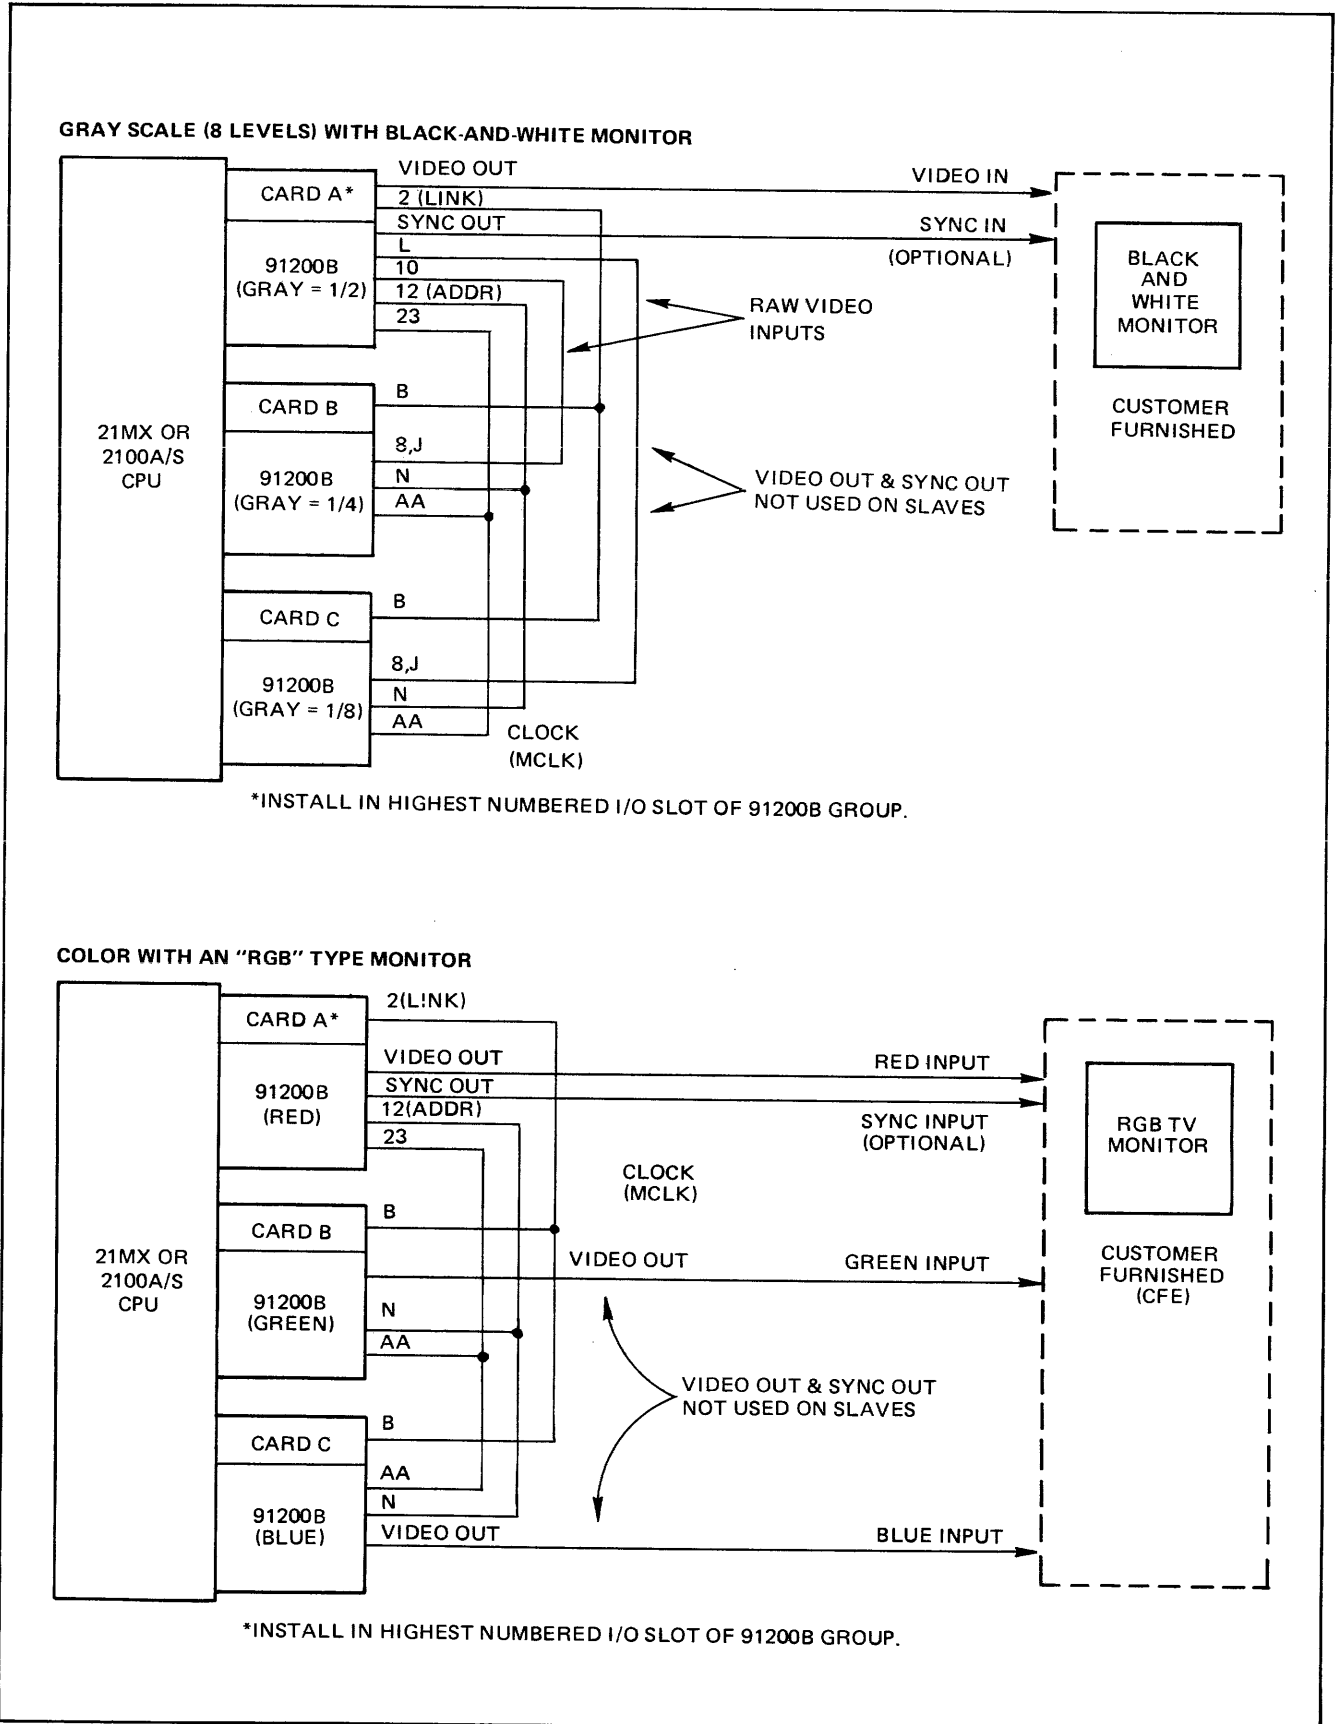 GRAY SCALE (8 LEVELS) WITH BLACK-AND-WHITE MONITOR
VIDEO OUT
VIDEO IN
CARD A*
2 (LINK)
SYNC OUT
SYNC IN
(OPTIONAL)
L
10
12 (ADDR)
23
91200B
(GRAY = 1/2)
RAW VIDEO
INPUTS
BLACK
AND
WHITE
MONITOR
CUSTOMER
FURNISHED
21MX OR
2100A/S
CPU
CARD B
B
8,J
N
AA
91200B
(GRAY = 1/4)
VIDEO OUT & SYNC OUT
NOT USED ON SLAVES
CARD C
B
8,J
N
AA
91200B
(GRAY = 1/8)
CLOCK
(MCLK)
*INSTALL IN HIGHEST NUMBERED I/O SLOT OF 91200B GROUP.
COLOR WITH AN "RGB" TYPE MONITOR
2(L!NK)
CARD A*
VIDEO OUT
RED INPUT
SYNC OUT
12(ADDR)
23
91200B
(RED)
SYNC INPUT
(OPTIONAL)
RGB TV
MONITOR
CLOCK
(MCLK)
21MX OR
2100A/S
CPU
CARD B
B
VIDEO OUT
GREEN INPUT
91200B
(GREEN)
N
AA
CUSTOMER
FURNISHED
(CFE)
VIDEO OUT & SYNC OUT
NOT USED ON SLAVES
CARD C
B
AA
N
VIDEO OUT
91200B
(BLUE)
BLUE INPUT
*INSTALL IN HIGHEST NUMBERED I/O SLOT OF 91200B GROUP.